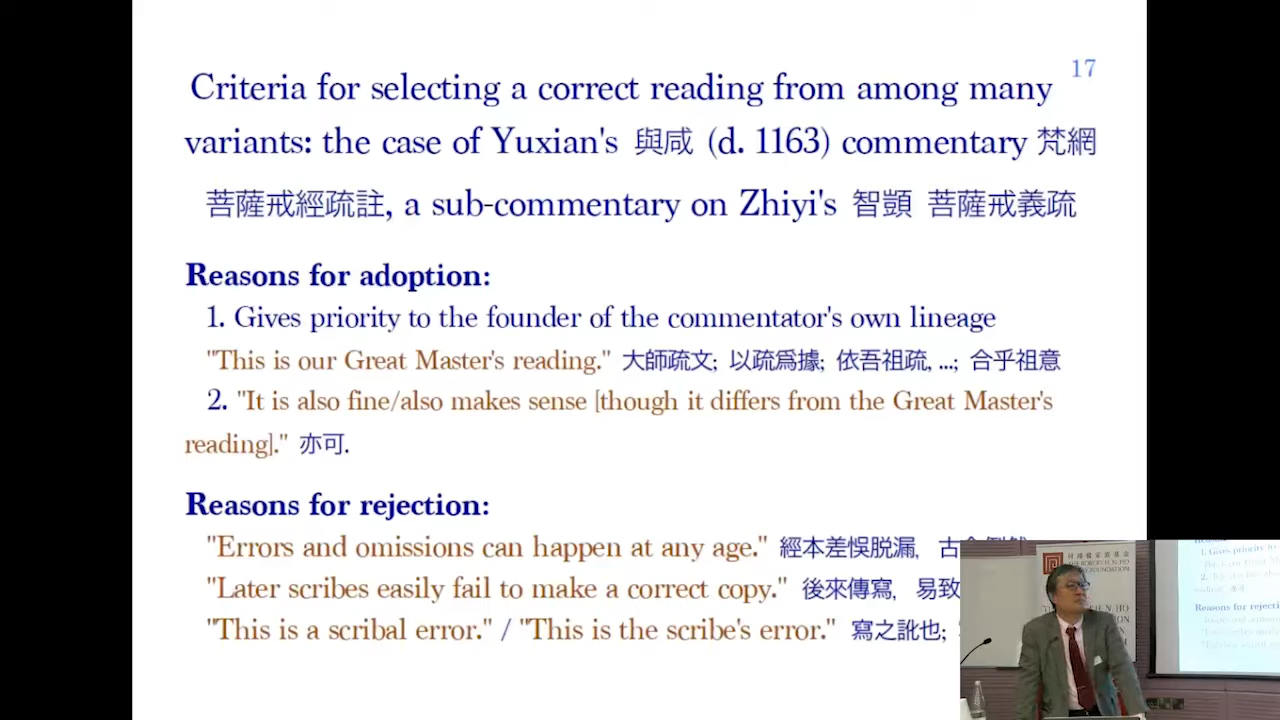 17
Criteria for selecting a correct reading from among many
variants: the case of Yuxian's 與咸 (d. 1163) commentary 梵網
菩薩戒經疏註, a sub-commentary on Zhiyi's 智顗 菩薩戒義疏
Reasons for adoption:
1. Gives priority to the founder of the commentator's own lineage
"This is our Great Master's reading." 大師疏文; 以疏爲據; 依吾祖疏, ...; 合乎祖意
2. "It is also fine/also makes sense [though it differs from the Great Master's
reading]." 亦可.
Reasons for rejection:
"Errors and omissions can happen at any age." 經本差悞脱漏, 古
"Later scribes easily fail to make a correct copy." 後來傳寫, 易致
"This is a scribal error." / "This is the scribe's error." 寫之訛也;